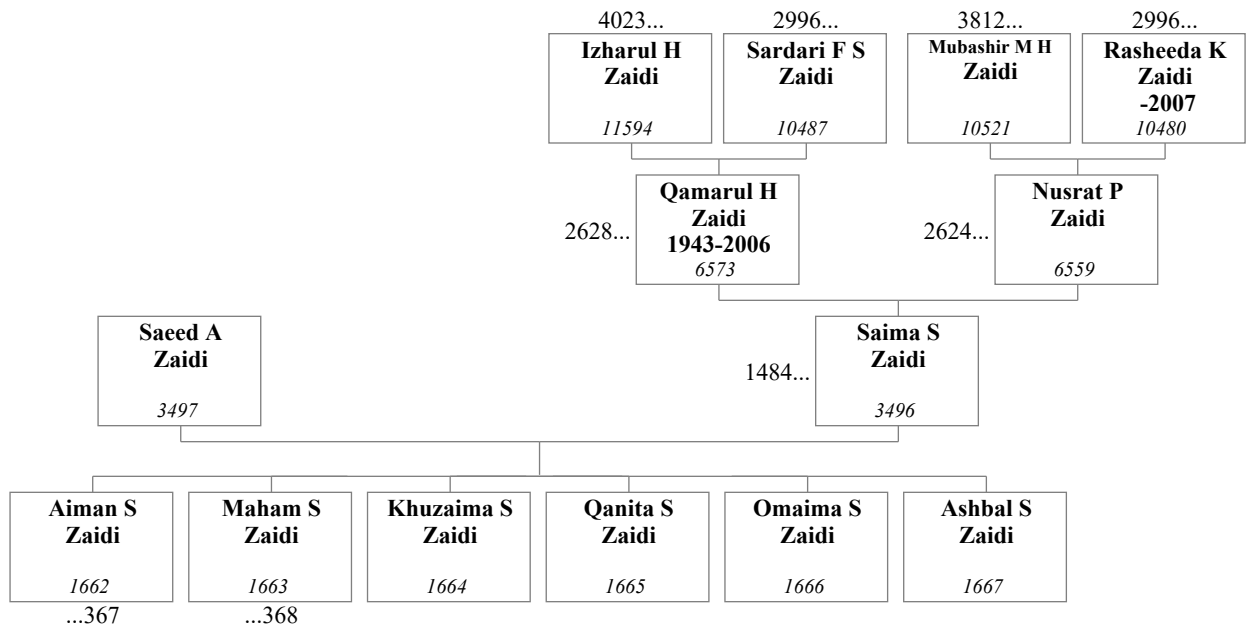 4023...
2996...
3812...
2996...
Izharul H
Zaidi
11594
Sardari F S
Zaidi
10487
Mubashir M H
Zaidi
10521
Rasheeda K
Zaidi
-2007
10480
2628...
Qamarul H
Zaidi
1943-2006
6573
2624...
Nusrat P
Zaidi
6559
Saeed A
Zaidi
3497
1484...
Saima S
Zaidi
3496
Aiman S
Zaidi
1662
...367
Maham S
Zaidi
1663
...368
Khuzaima S
Zaidi
1664
Qanita S
Zaidi
1665
Omaima S
Zaidi
1666
Ashbal S
Zaidi
1667